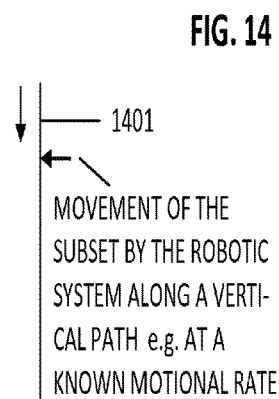 FIG. 14
1401
MOVEMENT OF THE
SUBSET BY THE ROBOTIC
SYSTEM ALONG A VERTI-
CAL PATH e.g. AT A
KNOWN MOTIONAL RATE